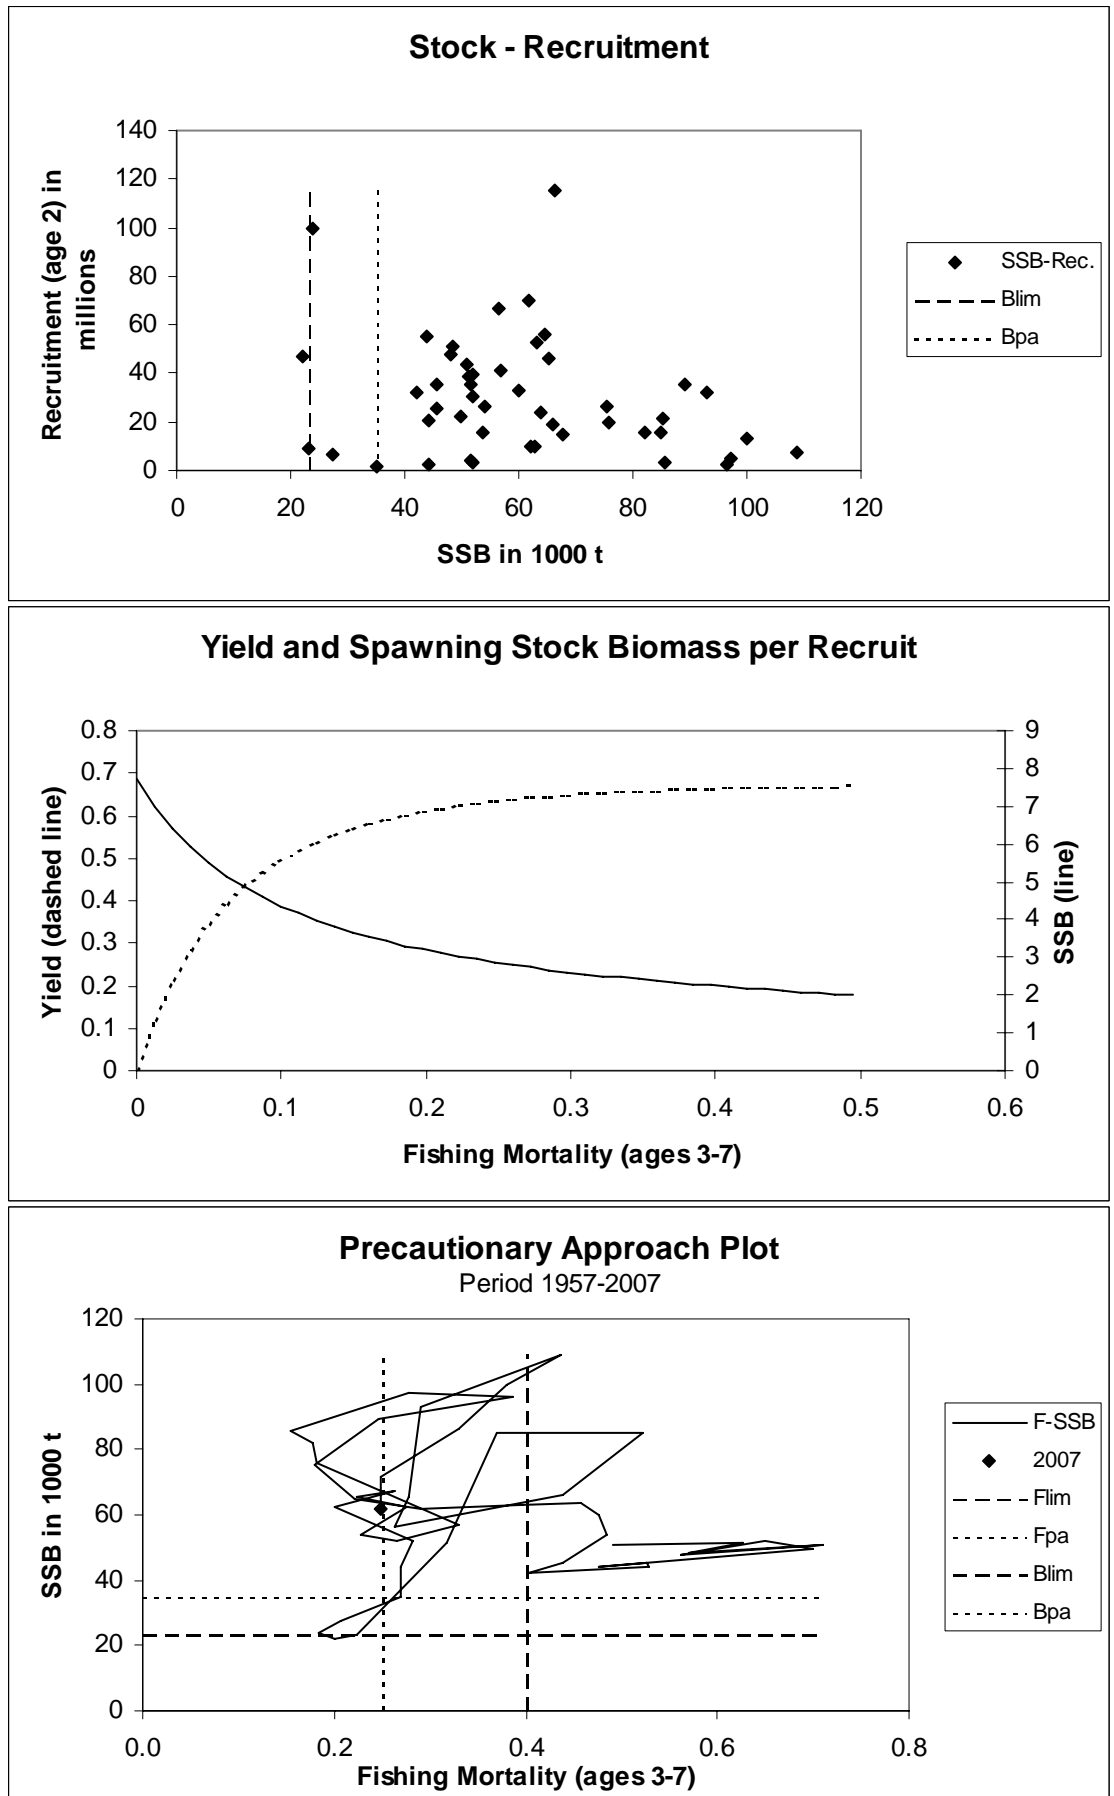 Stock - Recruitment
140
120
100
80
60
40
20
0
Recruitment (age 2) in
millions
0 20 40 60 80 100 120
SSB in 1000 t
SSB-Rec.
Blim
Bpa
Yield and Spawning Stock Biomass per Recruit
0.8
0.7
0.6
0.5
0.4
0.3
0.2
0.1
0
Yield (dashed line)
9
8
7
6
5
4
3
2
1
0
SSB (line)
0 0.1 0.2 0.3 0.4 0.5 0.6
Fishing Mortality (ages 3-7)
Precautionary Approach Plot
Period 1957-2007
120
100
80
60
40
20
0
SSB in 1000 t
0.0 0.2 0.4 0.6 0.8
Fishing Mortality (ages 3-7)
F-SSB
2007
Flim
Fpa
Blim
Bpa